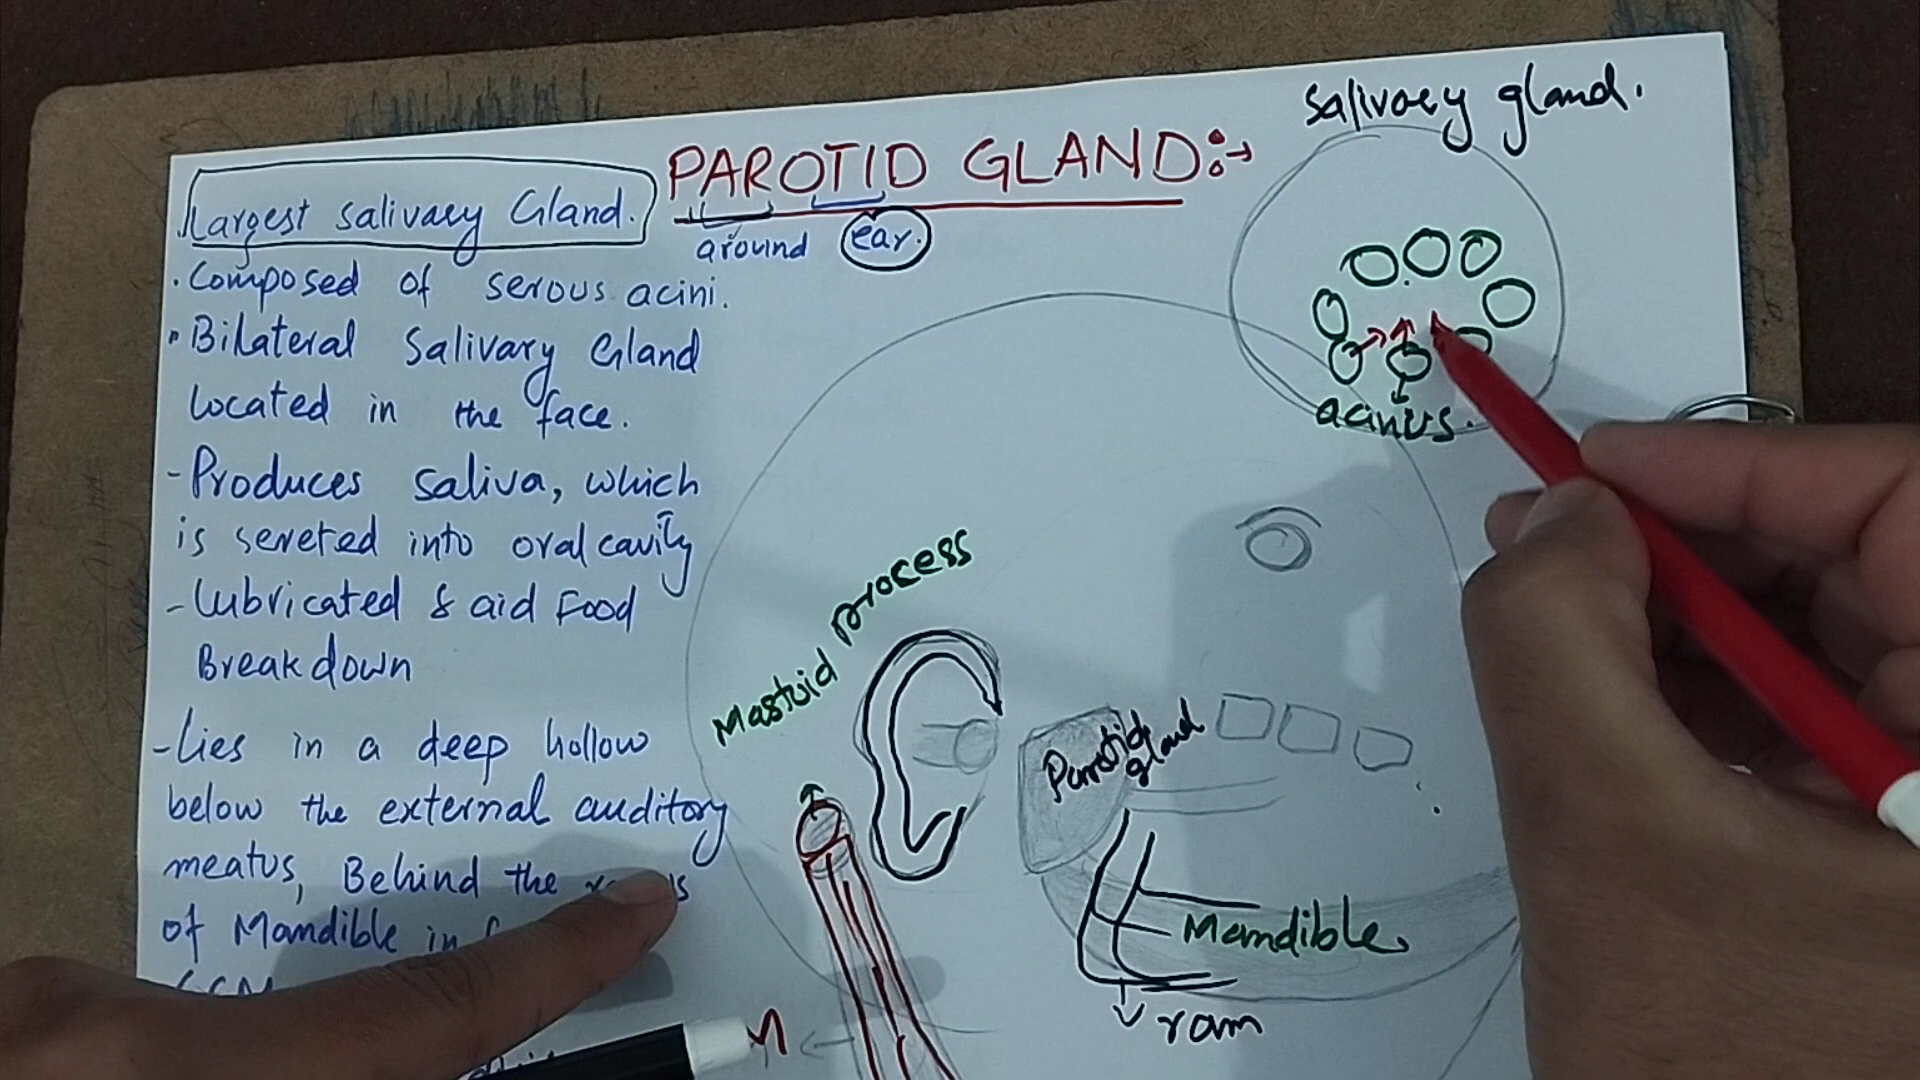 salivary gland.
PAROTID GLAND:→
around ear.
Largest salivary Gland.
• Composed of serous acini.
• Bilateral Salivary Gland
located in the face.
- Produces saliva, which
is sereted into oral cavity
- Lubricated & aid Food
Breakdown
- Lies in a deep hollow
below the external auditory
meatus, Behind the
of Mandible in
acinus.
Mastoid process
Parotid
gland
Mandible
ram